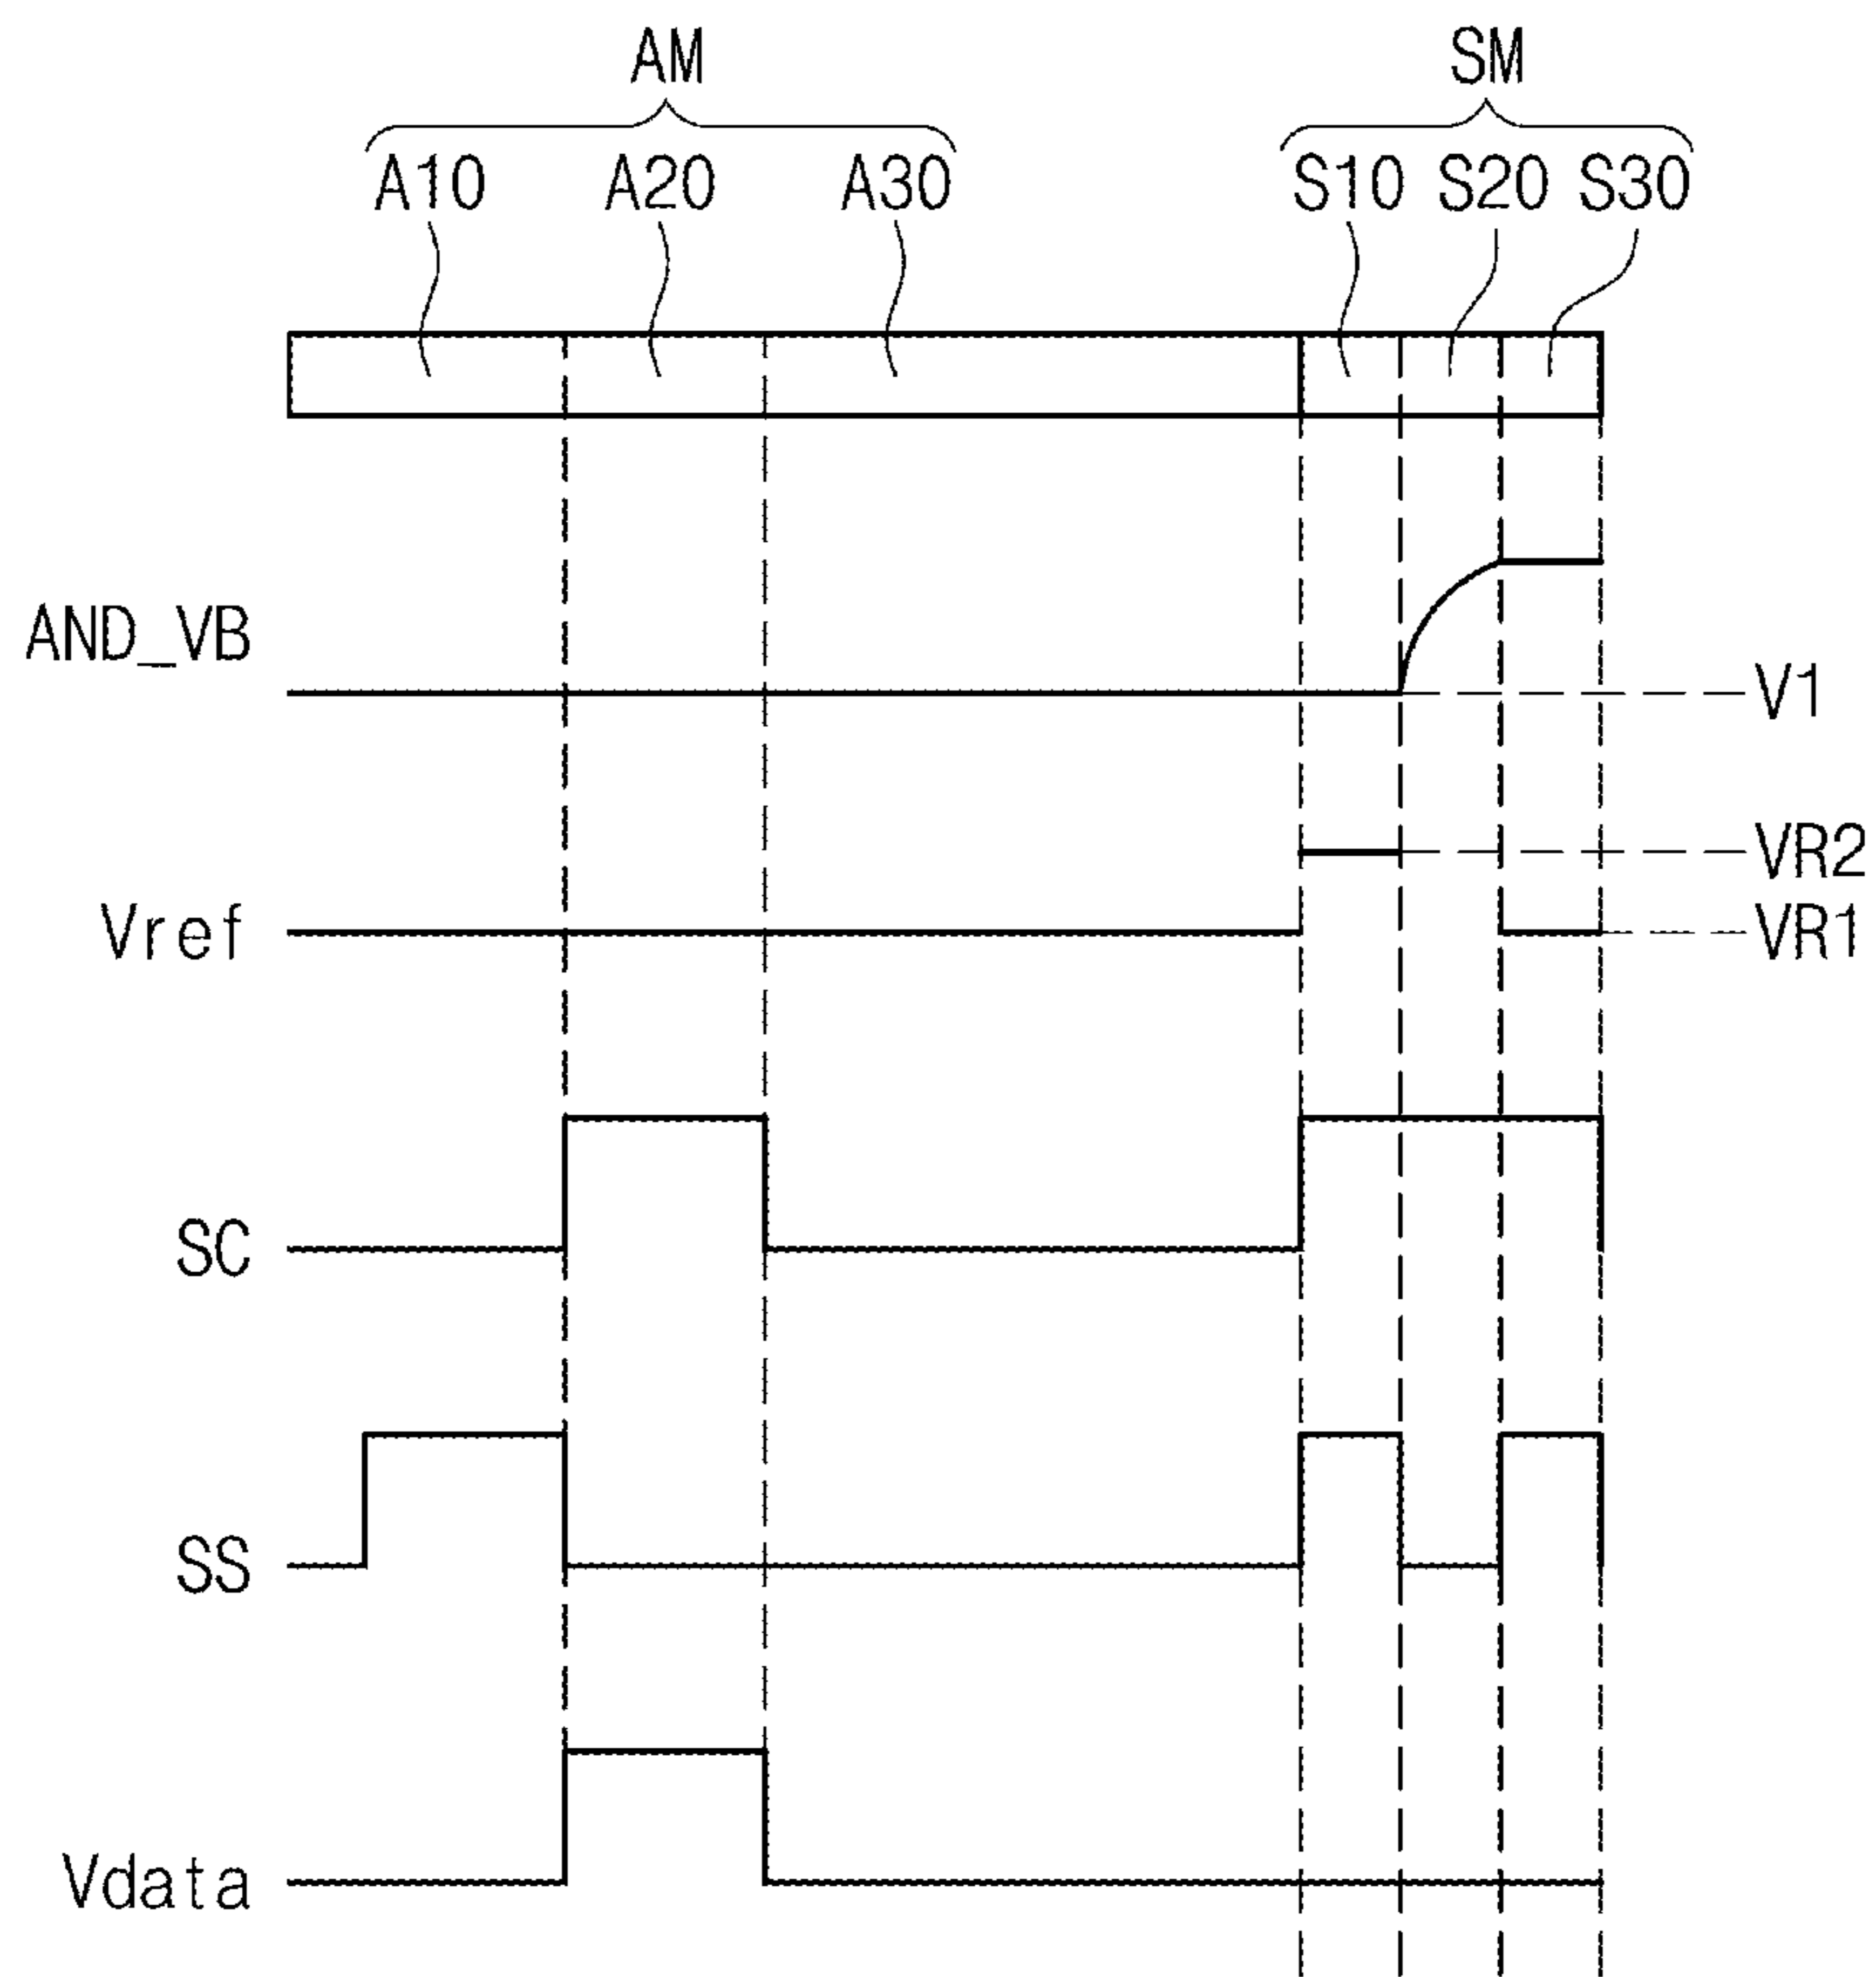 AM SM
A10 A20 A30 S10 S20 S30
AND_VB
V1
VR2
Vref VR1
SC
SS
Vdata